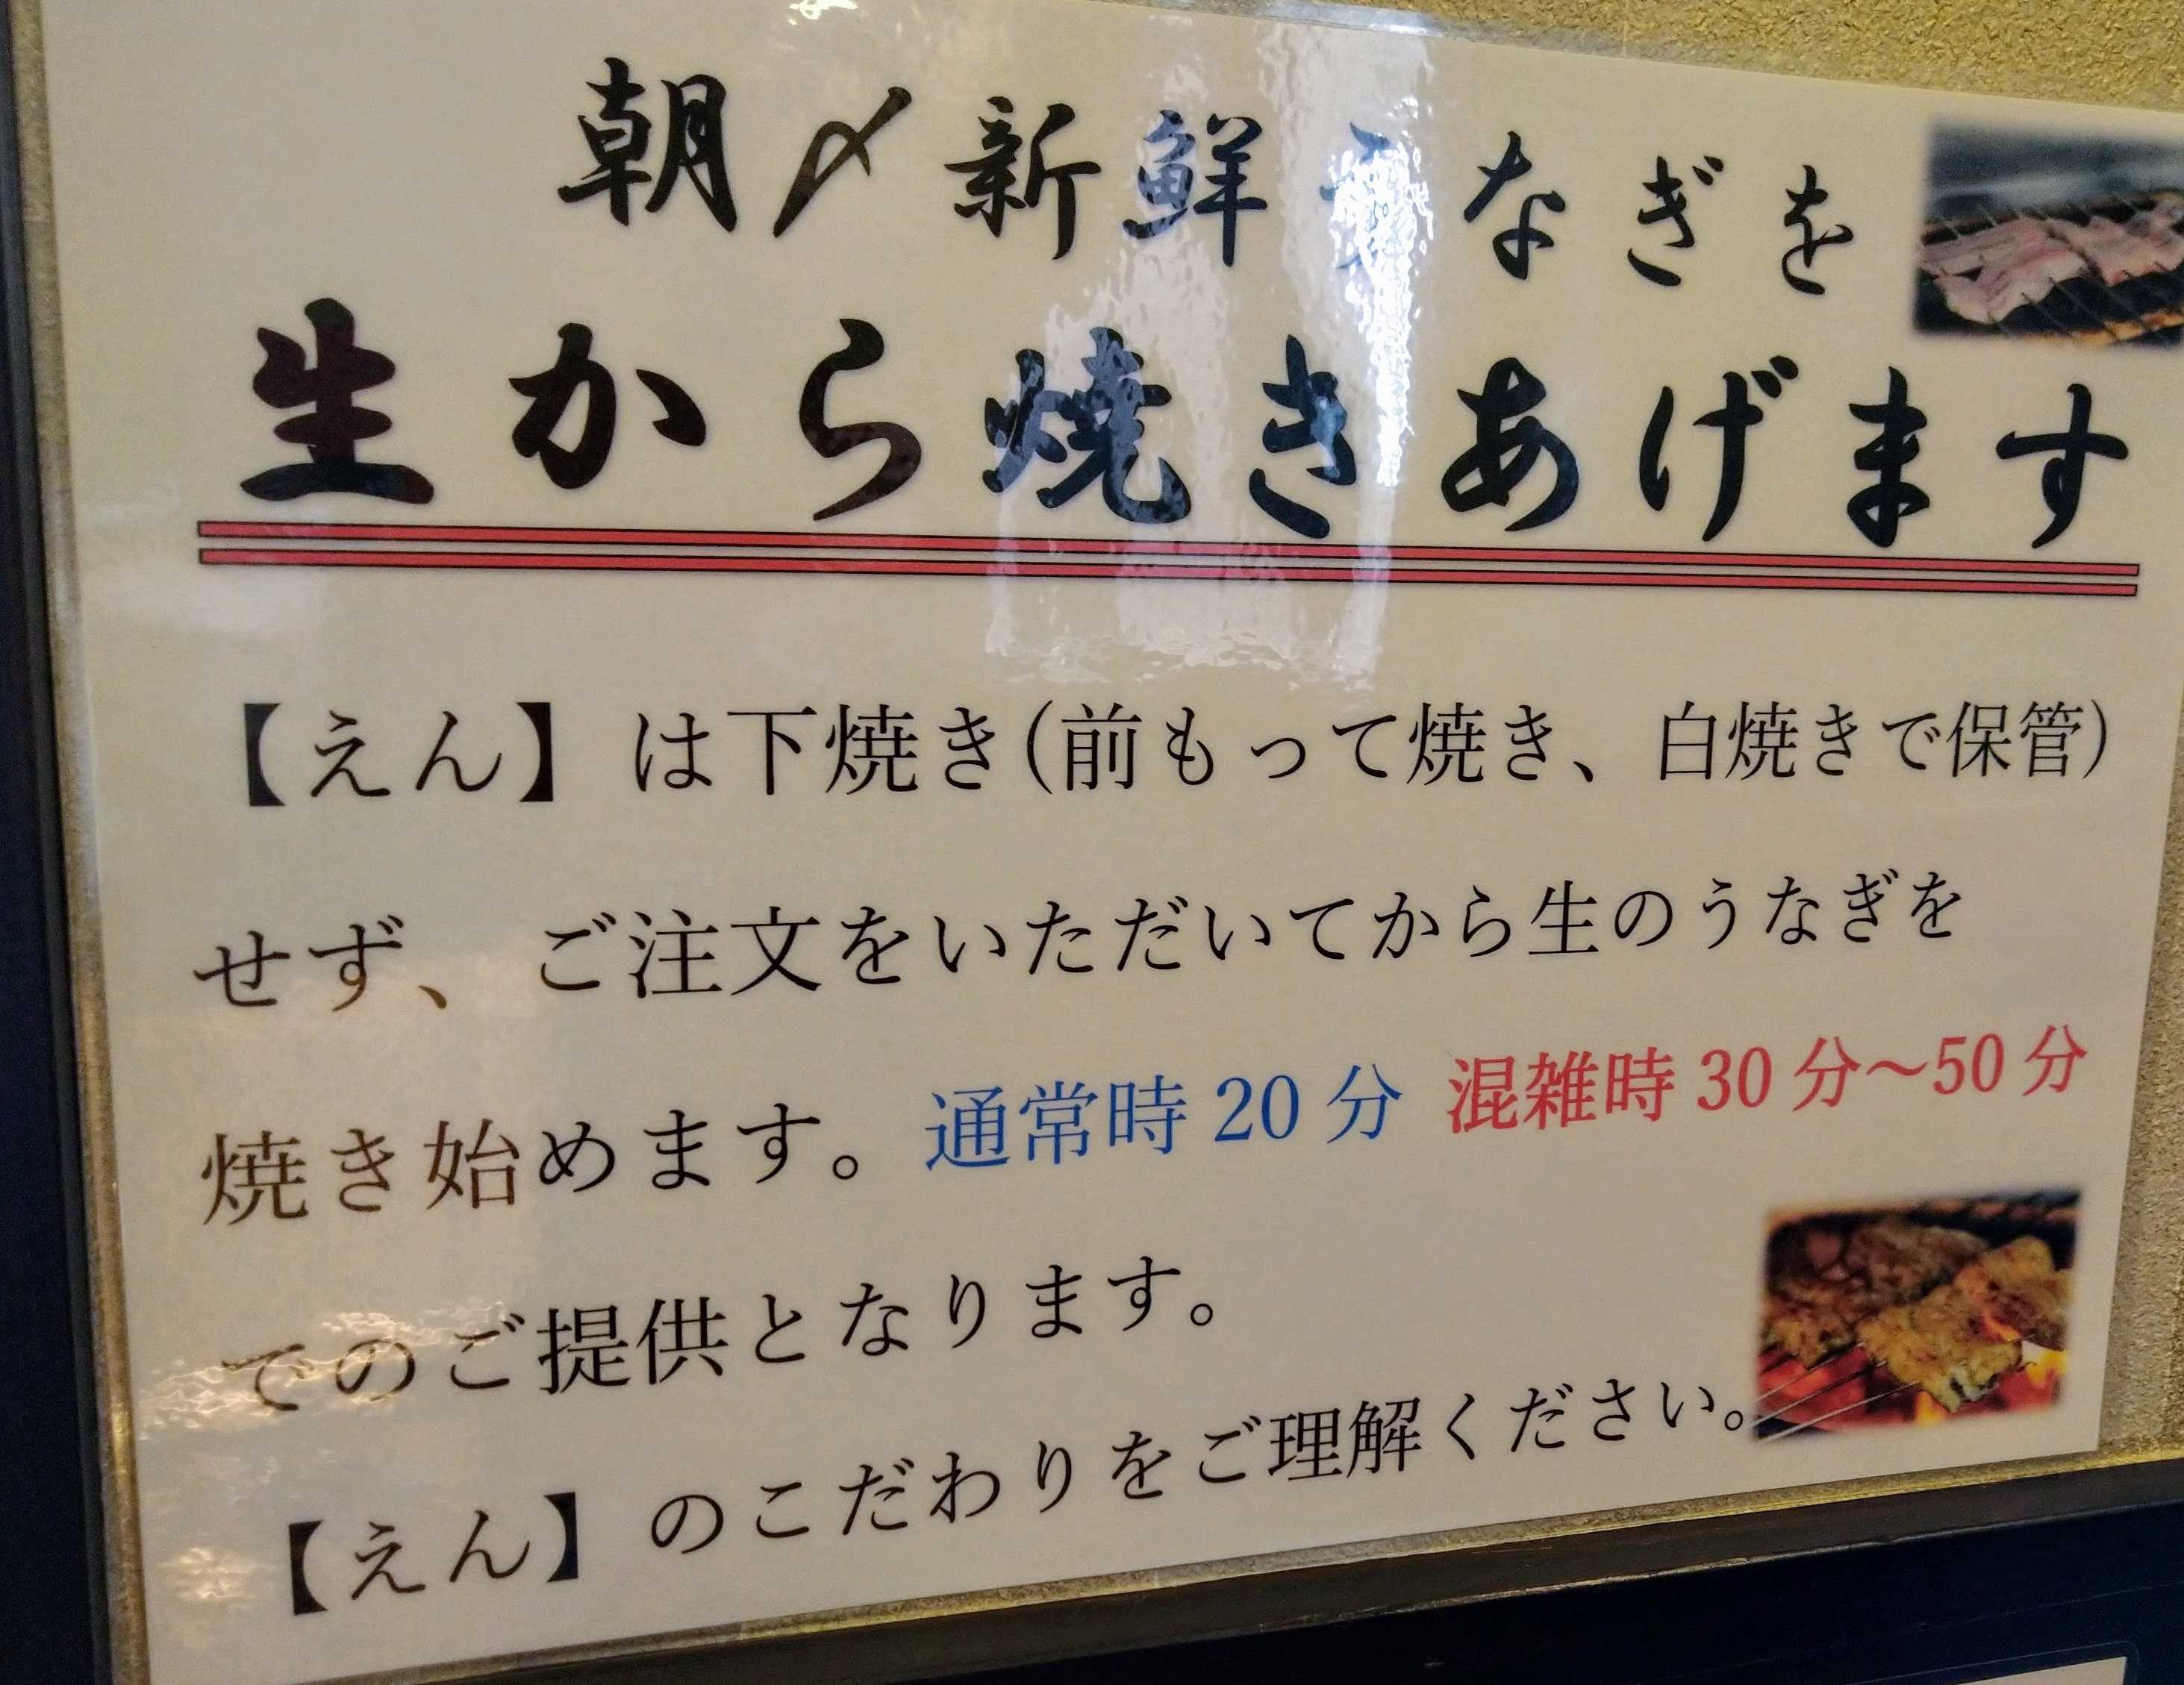 朝〆新鮮うなぎを
生から焼きあげます
【えん】は下焼き(前もって焼き、白焼きで保管)
せず、ご注文をいただいてから生のうなぎを
焼き始めます。通常時20分 混雑時30分～50分
でのご提供となります。
【えん】のこだわりをご理解ください。